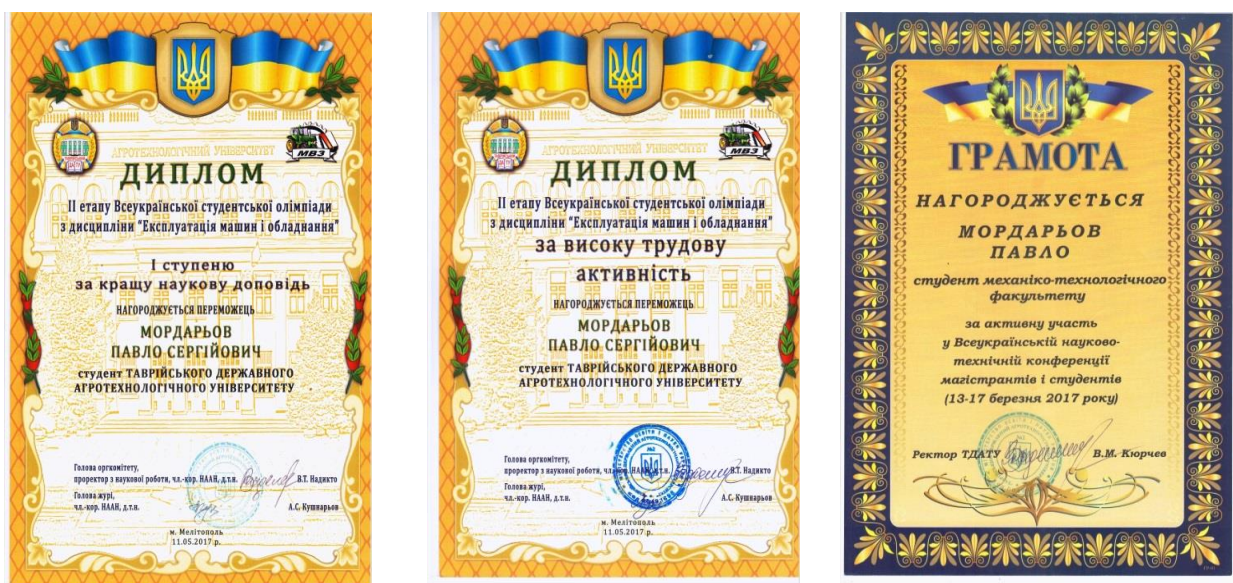 АГРОТЕХНОЛОГІЧНИЙ УНІВЕРСИТЕТ
МВЗ
ДИПЛОМ
ІІ етапу Всеукраїнської студентської олімпіади
з дисципліни “Експлуатація машин і обладнання”
І ступеню
за кращу наукову доповідь
НАГОРОДЖУЄТЬСЯ ПЕРЕМОЖЕЦЬ
МОРДАРЬОВ
ПАВЛО СЕРГІЙОВИЧ
студент ТАВРІЙСЬКОГО ДЕРЖАВНОГО
АГРОТЕХНОЛОГІЧНОГО УНІВЕРСИТЕТУ
Голова оргкомітету,
проректор з наукової роботи, чл.-кор. НААН, д.т.н. В.Т. Надикто
Голова журі,
чл.-кор. НААН, д.т.н. А.С. Кушнарьов
м. Мелітополь
11.05.2017 р.
АГРОТЕХНОЛОГІЧНИЙ УНІВЕРСИТЕТ
МВЗ
ДИПЛОМ
ІІ етапу Всеукраїнської студентської олімпіади
з дисципліни “Експлуатація машин і обладнання”
за високу трудову
активність
НАГОРОДЖУЄТЬСЯ ПЕРЕМОЖЕЦЬ
МОРДАРЬОВ
ПАВЛО СЕРГІЙОВИЧ
студент ТАВРІЙСЬКОГО ДЕРЖАВНОГО
АГРОТЕХНОЛОГІЧНОГО УНІВЕРСИТЕТУ
Голова оргкомітету,
проректор з наукової роботи, чл.-кор. НААН, д.т.н. В.Т. Надикто
Голова журі,
чл.-кор. НААН, д.т.н. А.С. Кушнарьов
м. Мелітополь
11.05.2017 р.
ГРАМОТА
НАГОРОДЖУЄТЬСЯ
МОРДАРЬОВ
ПАВЛО
студент механіко-технологічного
факультету
за активну участь
у Всеукраїнській науково-
технічній конференції
магістрантів і студентів
(13-17 березня 2017 року)
Ректор ТДАТУ В.М. Кюрчев